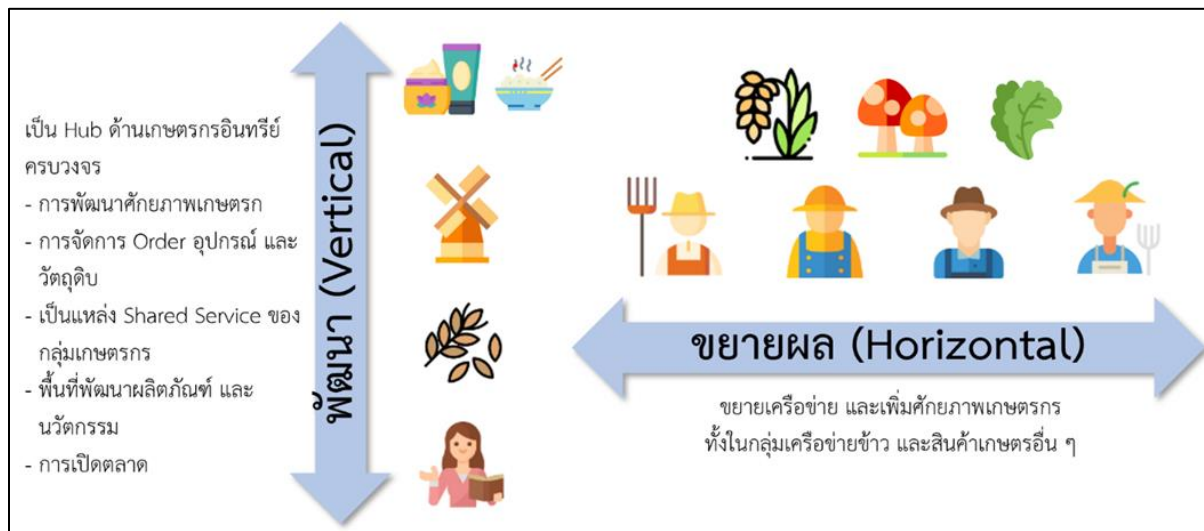 เป็น Hub ด้านเกษตรกรอินทรีย์
ครบวงจร
- การพัฒนาศักยภาพเกษตรก
- การจัดการ Order อุปกรณ์ และ
วัตถุดิบ
- เป็นแหล่ง Shared Service ของ
กลุ่มเกษตรกร
- พื้นที่พัฒนาผลิตภัณฑ์ และ
นวัตกรรม
- การเปิดตลาด
พัฒนา (Vertical)
ขยายผล (Horizontal)
ขยายเครือข่าย และเพิ่มศักยภาพเกษตรกร
ทั้งในกลุ่มเครือข่ายข้าว และสินค้าเกษตรอื่น ๆ